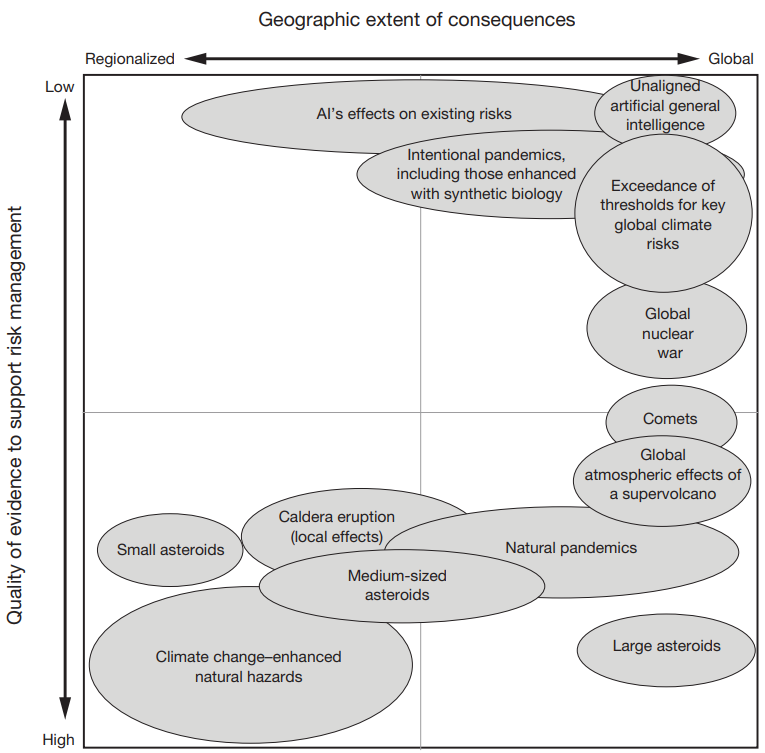 Geographic extent of consequences
Regionalized
Global
Low
Quality of evidence to support risk management
High
AI's effects on existing risks
Unaligned
artificial general
intelligence
Intentional pandemics,
including those enhanced
with synthetic biology
Exceedance of
thresholds for key
global climate
risks
Global
nuclear
war
Comets
Global
atmospheric effects of
a supervolcano
Caldera eruption
(local effects)
Small asteroids
Natural pandemics
Medium-sized
asteroids
Climate change–enhanced
natural hazards
Large asteroids